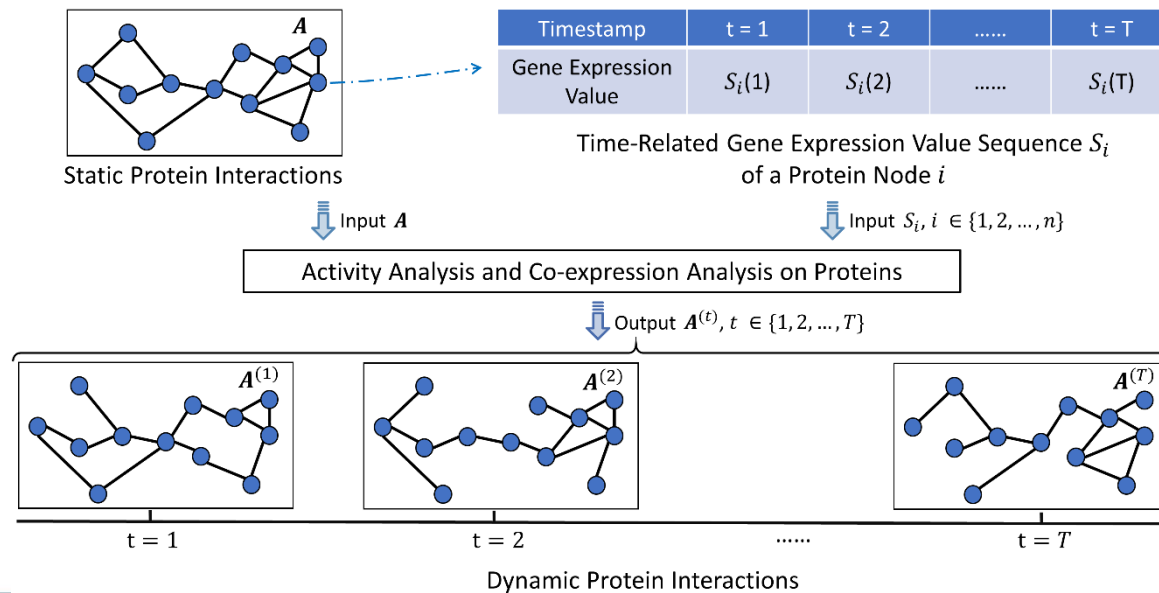 A
Timestamp t = 1 t = 2 ...... t = T
Gene Expression Value S_i(1) S_i(2) ...... S_i(T)
Static Protein Interactions
Time-Related Gene Expression Value Sequence S_i
of a Protein Node i
Input A
Input S_i, i ∈ {1, 2, ..., n}
Activity Analysis and Co-expression Analysis on Proteins
Output A^(t), t ∈ {1, 2, ..., T}
A^(1) A^(2) A^(T)
t = 1 t = 2 ...... t = T
Dynamic Protein Interactions